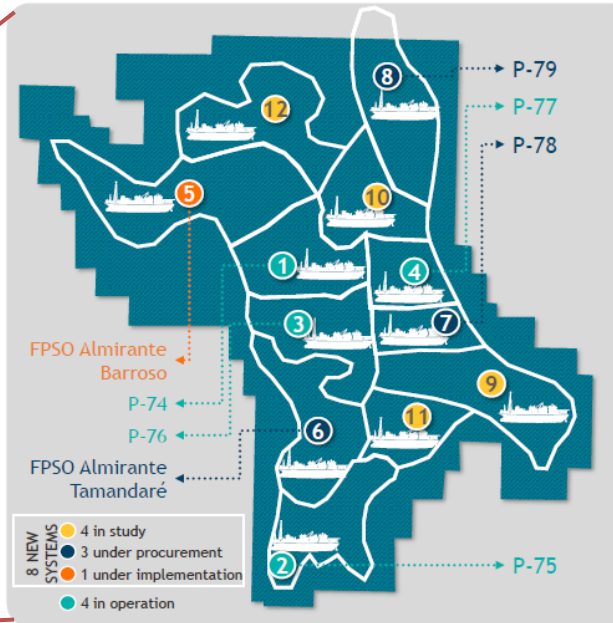 8
P-79
P-77
12
P-78
5
10
1
4
3
7
FPSO Almirante
Barroso
9
P-74
11
P-76
6
FPSO Almirante
Tamandaré
8 NEW
SYSTEMS
4 in study
3 under procurement
1 under implementation
2
P-75
4 in operation